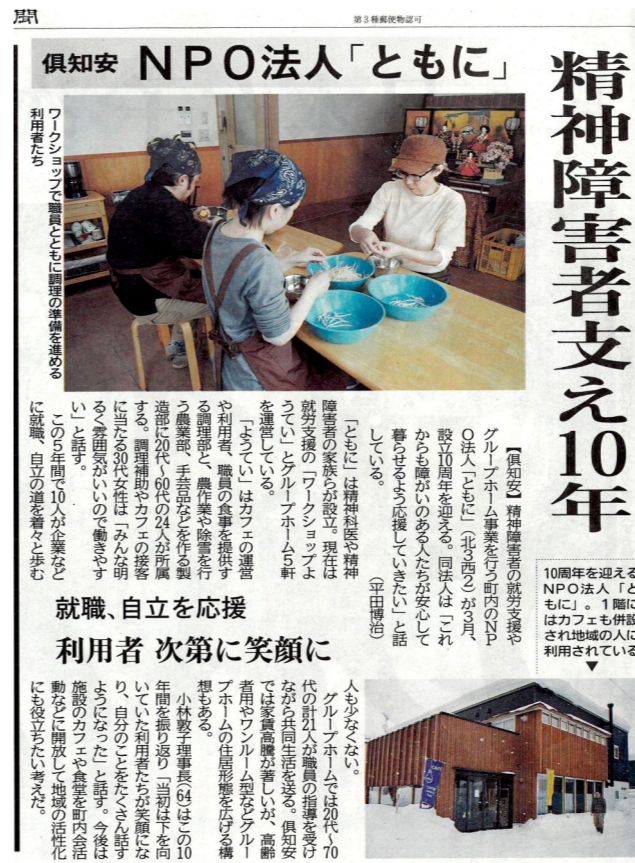 聞
第3種郵便物認可
倶知安 NPO法人「ともに」
精神障害者支え10年
ワークショップで職員とともに調理の準備を進める
利用者たち
【倶知安】精神障害者の就労支援や
グループホーム事業を行う町内のNP
O法人「ともに」(北3西2)が3月、
設立10周年を迎える。同法人は「これ
からも障がいのある人たちが安心して
暮らせるよう応援していきたい」と話
している。
(平田博治)
「ともに」は精神科医や精神
障害者の家族らが設立。現在は
就労支援の「ワークショップよ
うてい」とグループホーム5軒
を運営している。
「ようてい」はカフェの運営
や利用者、職員の食事を提供す
る調理部と、農作業や除雪を行
う農業部、手芸品などを作る製
造部に20代~60代の24人が所属
する。調理補助やカフェの接客
に当たる30代女性は「みんな明
るく雰囲気がいいので働きやす
い」と話す。
この5年間で10人が企業など
に就職、自立の道を着々と歩む
10周年を迎える
NPO法人「と
もに」。1階に
はカフェも併設
され地域の人に
利用されている
▼
就職、自立を応援
利用者 次第に笑顔に
人も少なくない。
グループホームでは20代~70
代の計21人が職員の指導を受け
ながら共同生活を送る。倶知安
では家賃高騰が著しいが、高齢
者用やワンルーム型などグルー
プホームの住居形態を広げる構
想もある。
小林敦子理事長(64)はこの10
年間を振り返り「当初は下を向
いていた利用者たちが笑顔にな
り、自分のことをたくさん話す
ようになった」と話す。今後は
施設のカフェや食堂を町内会活
動などに開放して地域の活性化
にも役立ちたい考えだ。